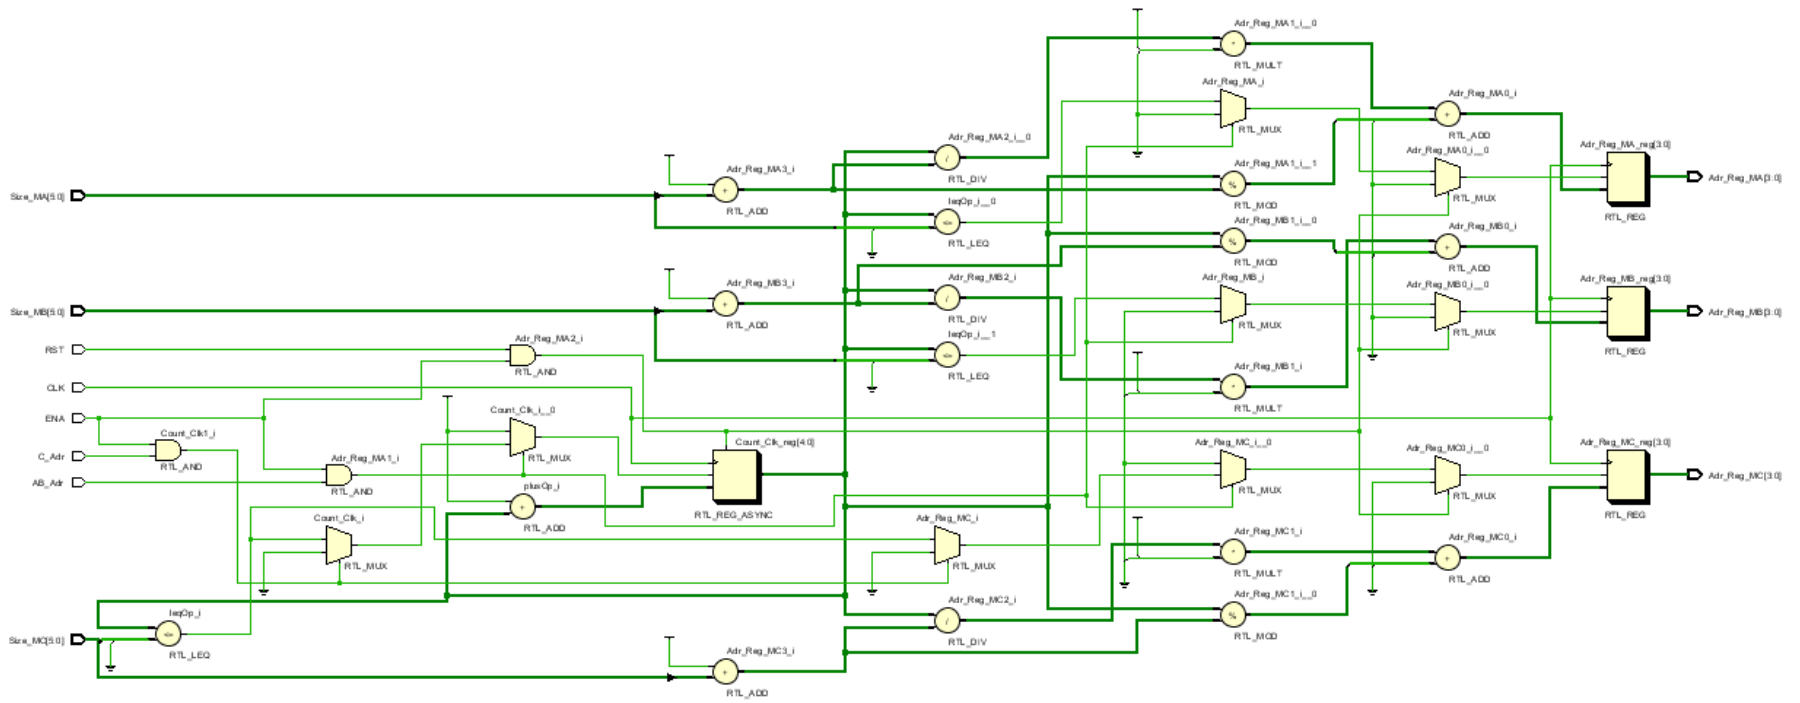 Adr_Reg_MA1_i__0
RTL_MULT
Adr_Reg_MA_i
RTL_MUX
Adr_Reg_MA0_i
RTL_ADD
Adr_Reg_MA2_i__0
RTL_DIV
Adr_Reg_MA3_i
RTL_ADD
Adr_Reg_MA1_i__1
RTL_MOD
Adr_Reg_MA0_i__0
RTL_MUX
Adr_Reg_MA_reg[3:0]
RTL_REG
Adr_Reg_MA[3:0]
Size_MA[5:0]
leqOp_i__0
RTL_LEQ
Adr_Reg_MB1_i__0
RTL_MOD
Adr_Reg_MB0_i
RTL_ADD
Adr_Reg_MB3_i
RTL_ADD
Adr_Reg_MB2_i
RTL_DIV
Adr_Reg_MB_i
RTL_MUX
Adr_Reg_MB0_i__0
RTL_MUX
Adr_Reg_MB_reg[3:0]
RTL_REG
Adr_Reg_MB[3:0]
Size_MB[5:0]
RST
Adr_Reg_MA2_i
RTL_AND
leqOp_i__1
RTL_LEQ
Adr_Reg_MB1_i
RTL_MULT
CLK
ENA
Count_Clk1_i
RTL_AND
C_Adr
AB_Adr
Adr_Reg_MA1_i
RTL_AND
Count_Clk_i__0
RTL_MUX
Count_Clk_reg[4:0]
RTL_REG_ASYNC
plusOp_i
RTL_ADD
Adr_Reg_MC_i__0
RTL_MUX
Adr_Reg_MC0_i__0
RTL_MUX
Adr_Reg_MC_reg[3:0]
RTL_REG
Adr_Reg_MC[3:0]
Count_Clk_i
RTL_MUX
Adr_Reg_MC_i
RTL_MUX
Adr_Reg_MC1_i
RTL_MULT
Adr_Reg_MC0_i
RTL_ADD
leqOp_i
RTL_LEQ
Size_MC[5:0]
Adr_Reg_MC2_i
RTL_DIV
Adr_Reg_MC1_i__0
RTL_MOD
Adr_Reg_MC3_i
RTL_ADD